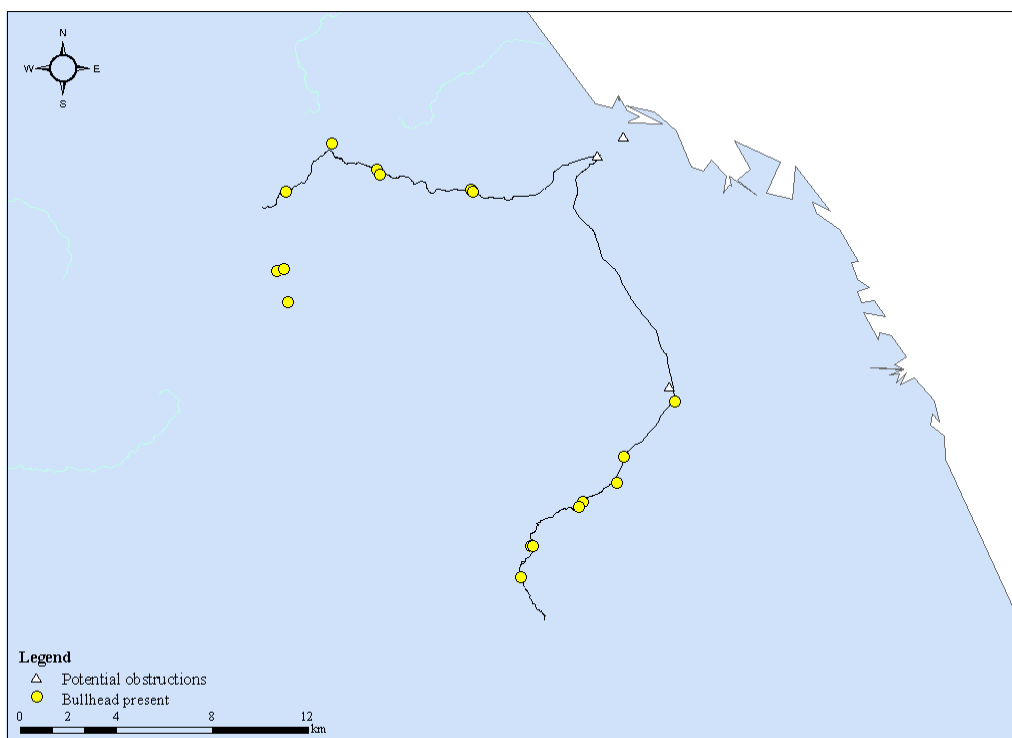 N
W E
S
Legend
Potential obstructions
Bullhead present
0 2 4 8 12
km